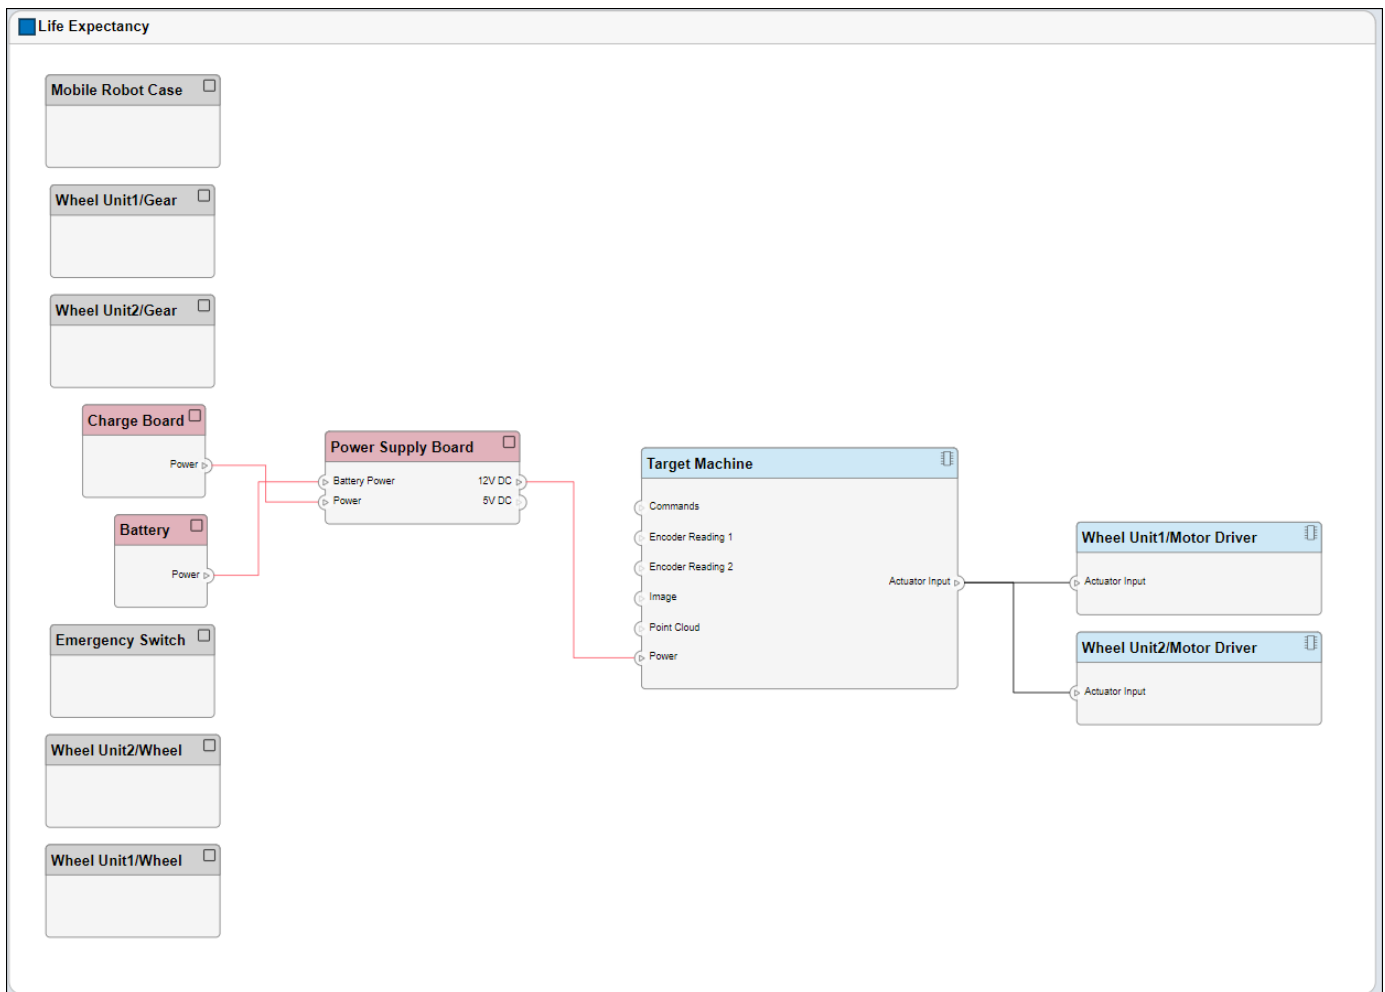 Life Expectancy
Mobile Robot Case
Wheel Unit1/Gear
Wheel Unit2/Gear
Charge Board
Power
Battery
Power
Emergency Switch
Wheel Unit2/Wheel
Wheel Unit1/Wheel
Power Supply Board
Battery Power
12V DC
Power
5V DC
Target Machine
Commands
Encoder Reading 1
Encoder Reading 2
Image
Point Cloud
Power
Actuator Input
Wheel Unit1/Motor Driver
Actuator Input
Wheel Unit2/Motor Driver
Actuator Input